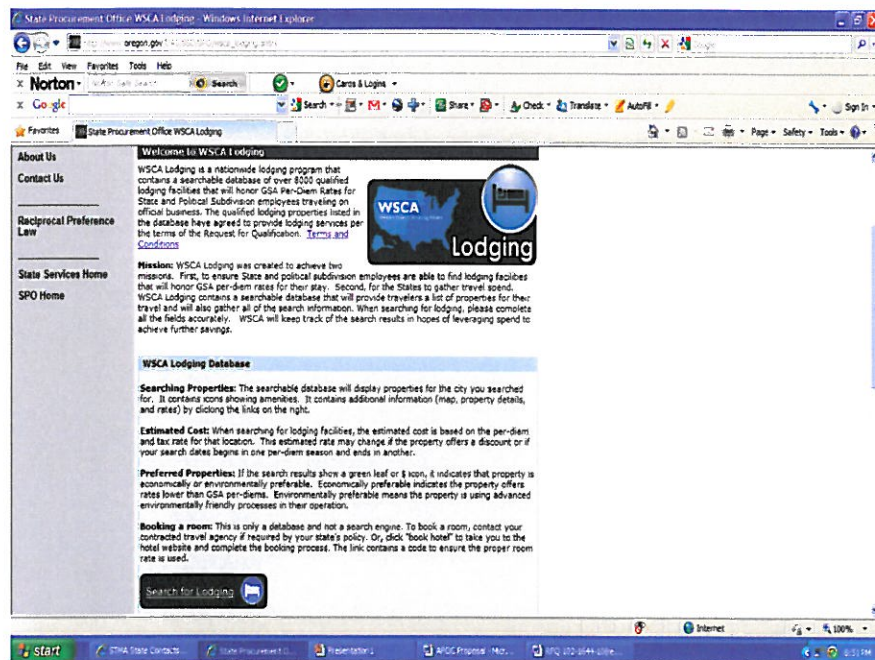 State Procurement Office WSCA Lodging - Windows Internet Explorer
oregon.gov
File Edit View Favorites Tools Help
x Norton Search Cards & Logins
x Google Search Share Check Translate AutoFill Sign In
Favorites State Procurement Office WSCA Lodging Page Safety Tools
About Us
Contact Us
Reciprocal Preference
Law
State Services Home
SPO Home
Welcome to WSCA Lodging
WSCA Lodging is a nationwide lodging program that
contains a searchable database of over 8000 qualified
lodging facilities that will honor GSA Per-Diem Rates for
State and Political Subdivision employees traveling on
official business. The qualified lodging properties listed in
the database have agreed to provide lodging services per
the terms of the Request for Qualification. Terms and
Conditions
WSCA
Lodging
Mission: WSCA Lodging was created to achieve two
missions. First, to ensure State and political subdivision employees are able to find lodging facilities
that will honor GSA per-diem rates for their stay. Second, for the States to gather travel spend.
WSCA Lodging contains a searchable database that will provide travelers a list of properties for their
travel and will also gather all of the search information. When searching for lodging, please complete
all the fields accurately. WSCA will keep track of the search results in hopes of leveraging spend to
achieve further savings.
WSCA Lodging Database
Searching Properties: The searchable database will display properties for the city you searched
for. It contains icons showing amenities. It contains additional information (map, property details,
and rates) by clicking the links on the right.
Estimated Cost: When searching for lodging facilities, the estimated cost is based on the per-diem
and tax rate for that location. This estimated rate may change if the property offers a discount or if
your search dates begins in one per-diem season and ends in another.
Preferred Properties: If the search results show a green leaf or $ icon, it indicates that property is
economically or environmentally preferable. Economically preferable indicates the property offers
rates lower than GSA per-diems. Environmentally preferable means the property is using advanced
environmentally friendly processes in their operation.
Booking a room: This is only a database and not a search engine. To book a room, contact your
contracted travel agency if required by your state's policy. Or, click "book hotel" to take you to the
hotel website and complete the booking process. The link contains a code to ensure the proper room
rate is used.
Search for Lodging
Internet 100%
start STMA State Contacts... State Procurement O... Presentation1 APDC Proposal - Micr...